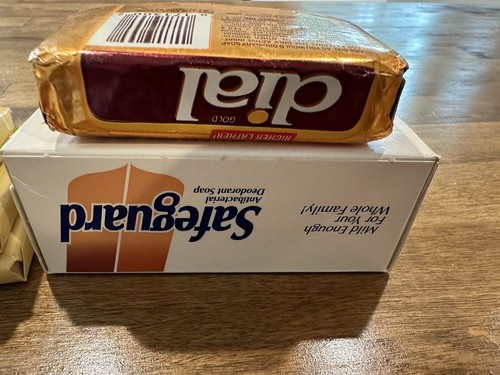 dial
GOLD
RICHER LATHER!
Safeguard
Antibacterial
Deodorant Soap
Mild Enough
For Your
Whole Family!